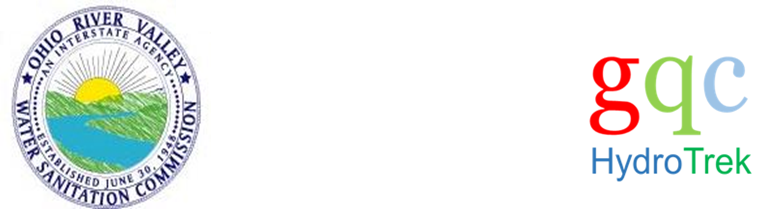 OHIO RIVER VALLEY
AN INTERSTATE AGENCY
ESTABLISHED JUNE 30, 1948
WATER SANITATION COMMISSION
gqc
HydroTrek